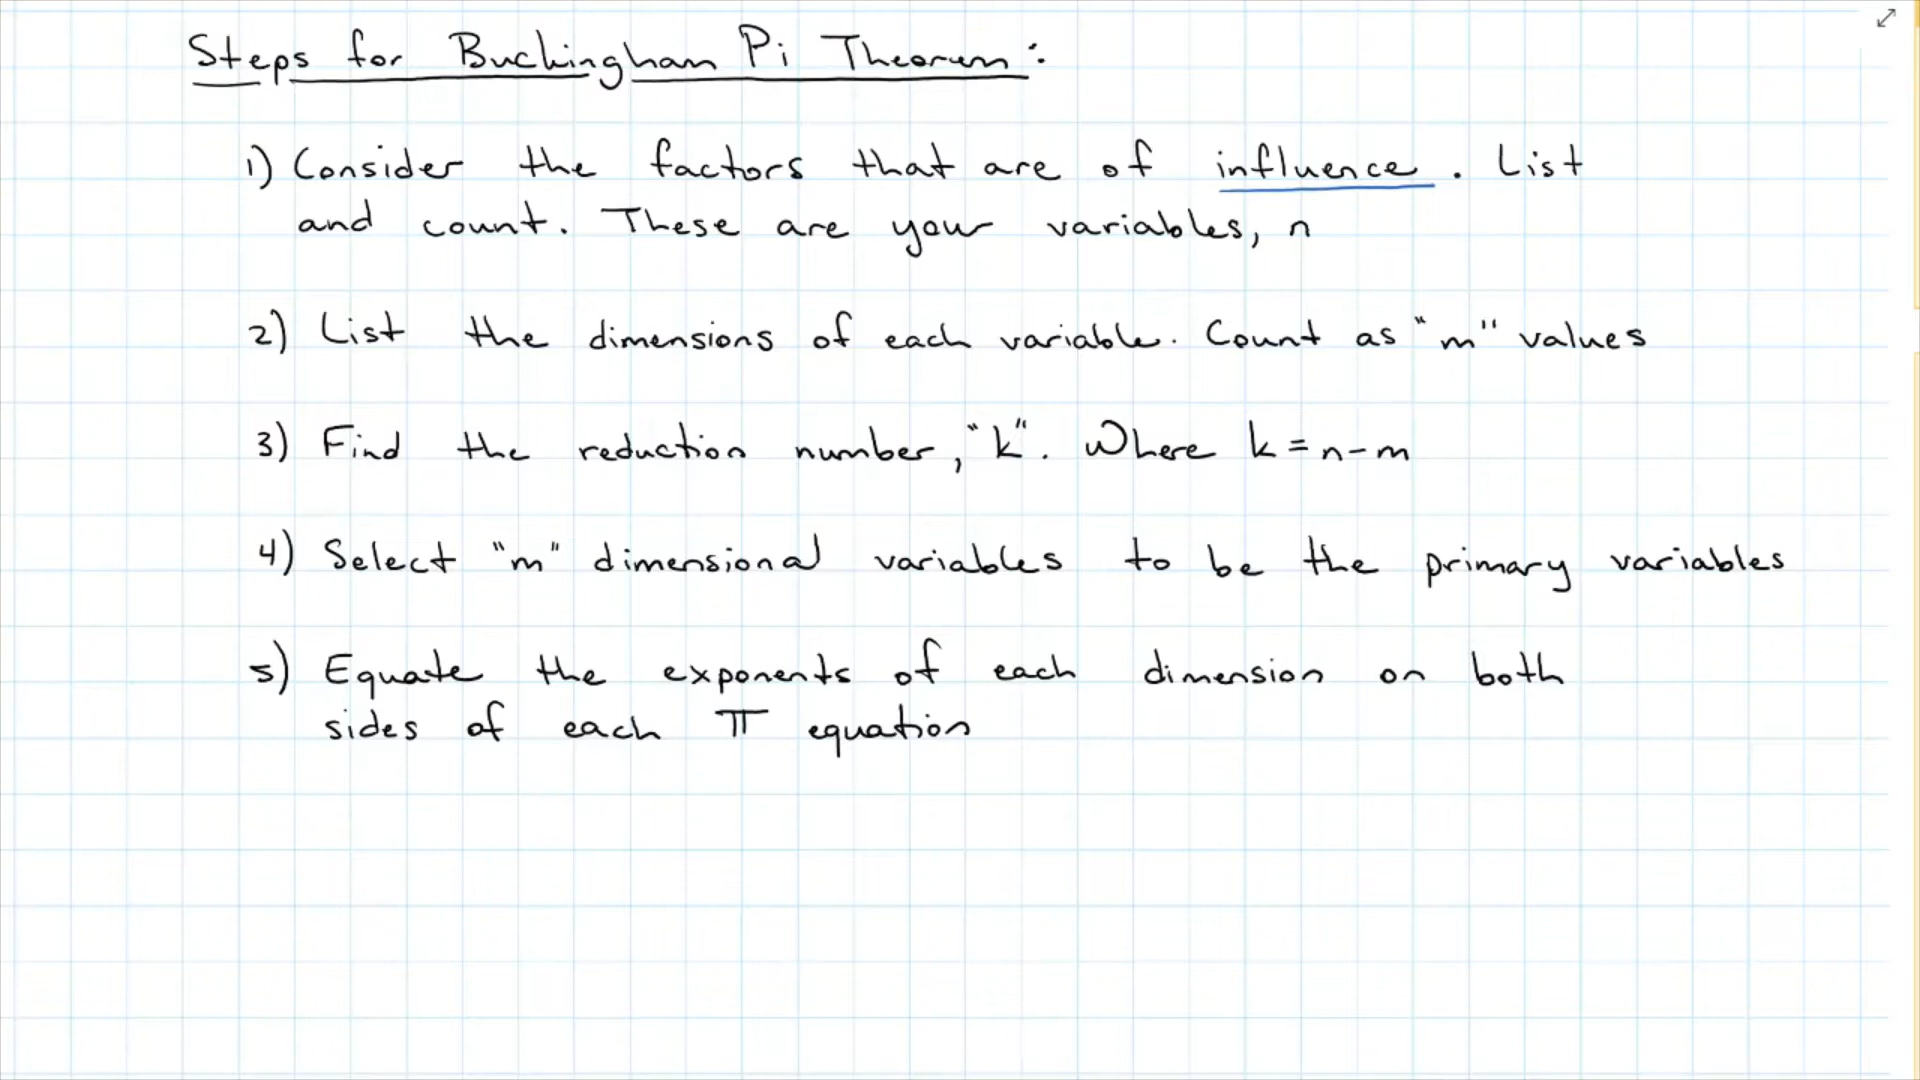 Steps for Buckingham Pi Theorem:
1) Consider the factors that are of influence. List
and count. These are your variables, n
2) List the dimensions of each variable. Count as "m" values
3) Find the reduction number, "k". Where k = n - m
4) Select "m" dimensional variables to be the primary variables
5) Equate the exponents of each dimension on both
sides of each π equation